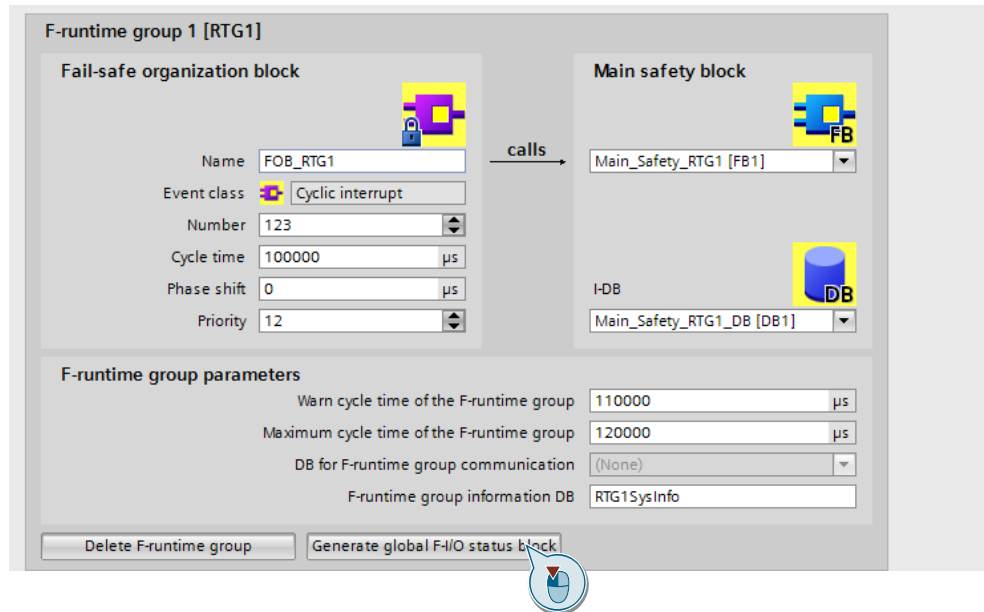 F-runtime group 1 [RTG1]
Fail-safe organization block
Name FOB_RTG1
Event class Cyclic interrupt
Number 123
Cycle time 100000 µs
Phase shift 0 µs
Priority 12
calls
Main safety block
FB
Main_Safety_RTG1 [FB1]
I-DB
DB
Main_Safety_RTG1_DB [DB1]
F-runtime group parameters
Warn cycle time of the F-runtime group 110000 µs
Maximum cycle time of the F-runtime group 120000 µs
DB for F-runtime group communication (None)
F-runtime group information DB RTG1SysInfo
Delete F-runtime group Generate global F-I/O status block